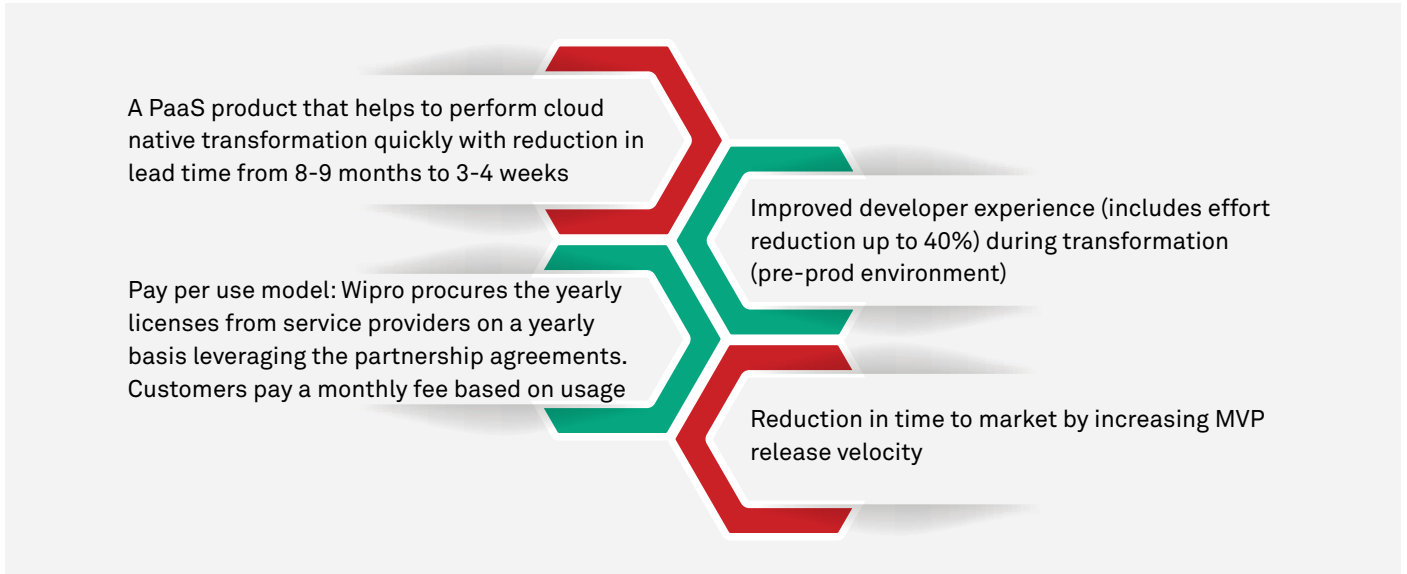 A PaaS product that helps to perform cloud
native transformation quickly with reduction in
lead time from 8-9 months to 3-4 weeks
Improved developer experience (includes effort
reduction up to 40%) during transformation
(pre-prod environment)
Pay per use model: Wipro procures the yearly
licenses from service providers on a yearly
basis leveraging the partnership agreements.
Customers pay a monthly fee based on usage
Reduction in time to market by increasing MVP
release velocity